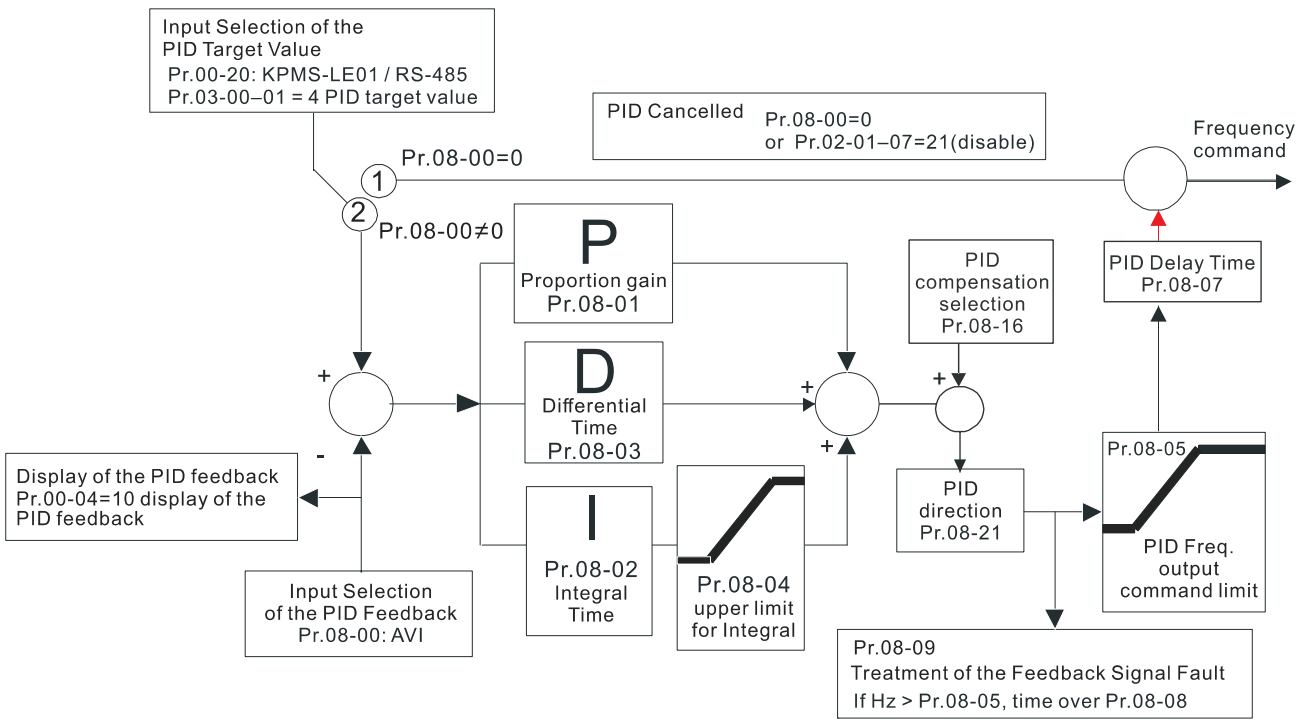 Input Selection of the
PID Target Value
Pr.00-20: KPMS-LE01 / RS-485
Pr.03-00–01 = 4 PID target value
PID Cancelled
Pr.08-00=0
or Pr.02-01–07=21(disable)
Frequency
command
Pr.08-00=0
1
2
Pr.08-00≠0
P
Proportion gain
Pr.08-01
PID
compensation
selection
Pr.08-16
PID Delay Time
Pr.08-07
+
D
Differential
Time
Pr.08-03
+
+
+
-
Display of the PID feedback
Pr.00-04=10 display of the
PID feedback
I
Pr.08-02
Integral
Time
Pr.08-04
upper limit
for Integral
PID
direction
Pr.08-21
Pr.08-05
PID Freq.
output
command limit
Input Selection
of the PID Feedback
Pr.08-00: AVI
Pr.08-09
Treatment of the Feedback Signal Fault
If Hz > Pr.08-05, time over Pr.08-08